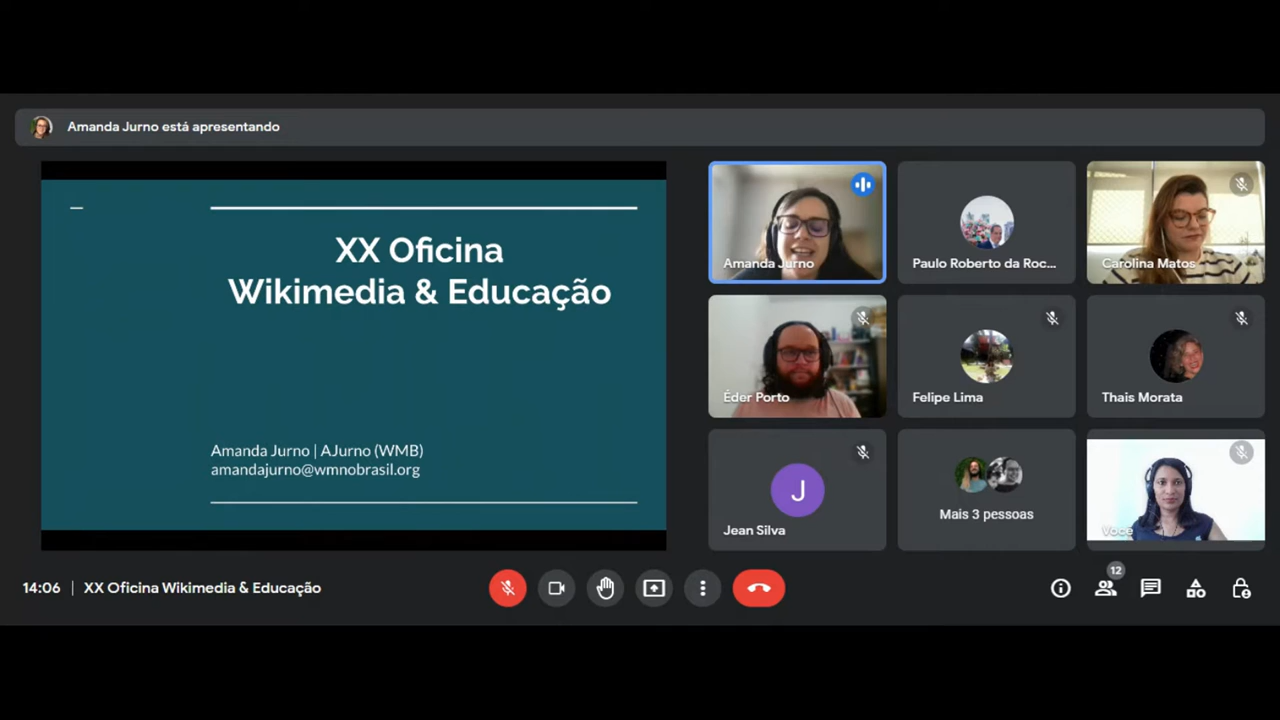 Amanda Jurno está apresentando
XX Oficina
Wikimedia & Educação
Amanda Jurno | AJurno (WMB)
amandajurno@wmnobrasil.org
Amanda Jurno
Paulo Roberto da Roc...
Carolina Matos
Éder Porto
Felipe Lima
Thais Morata
J
Jean Silva
Mais 3 pessoas
Você
14:06 | XX Oficina Wikimedia & Educação
12